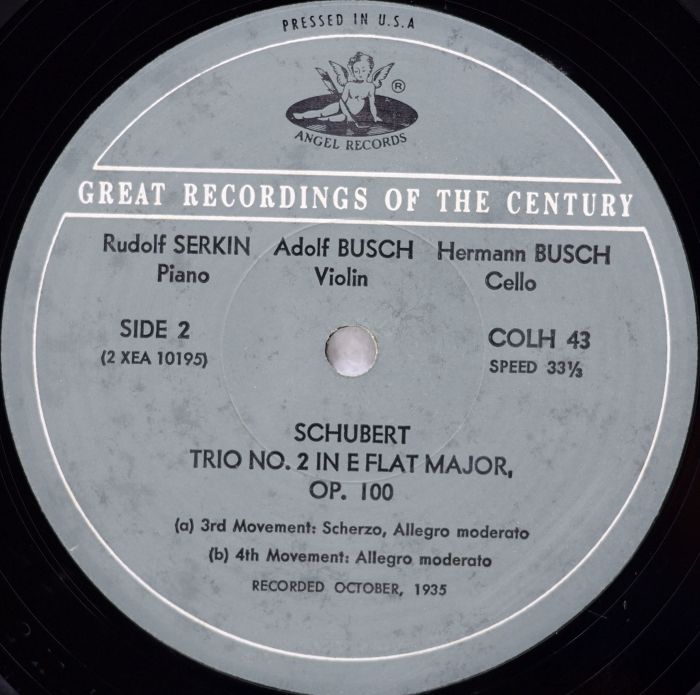 PRESSED IN U.S.A
®
ANGEL RECORDS
GREAT RECORDINGS OF THE CENTURY
Rudolf SERKIN Adolf BUSCH Hermann BUSCH
Piano Violin Cello
SIDE 2 COLH 43
(2 XEA 10195) SPEED 33⅓
SCHUBERT
TRIO NO. 2 IN E FLAT MAJOR,
OP. 100
(a) 3rd Movement: Scherzo, Allegro moderato
(b) 4th Movement: Allegro moderato
RECORDED OCTOBER, 1935